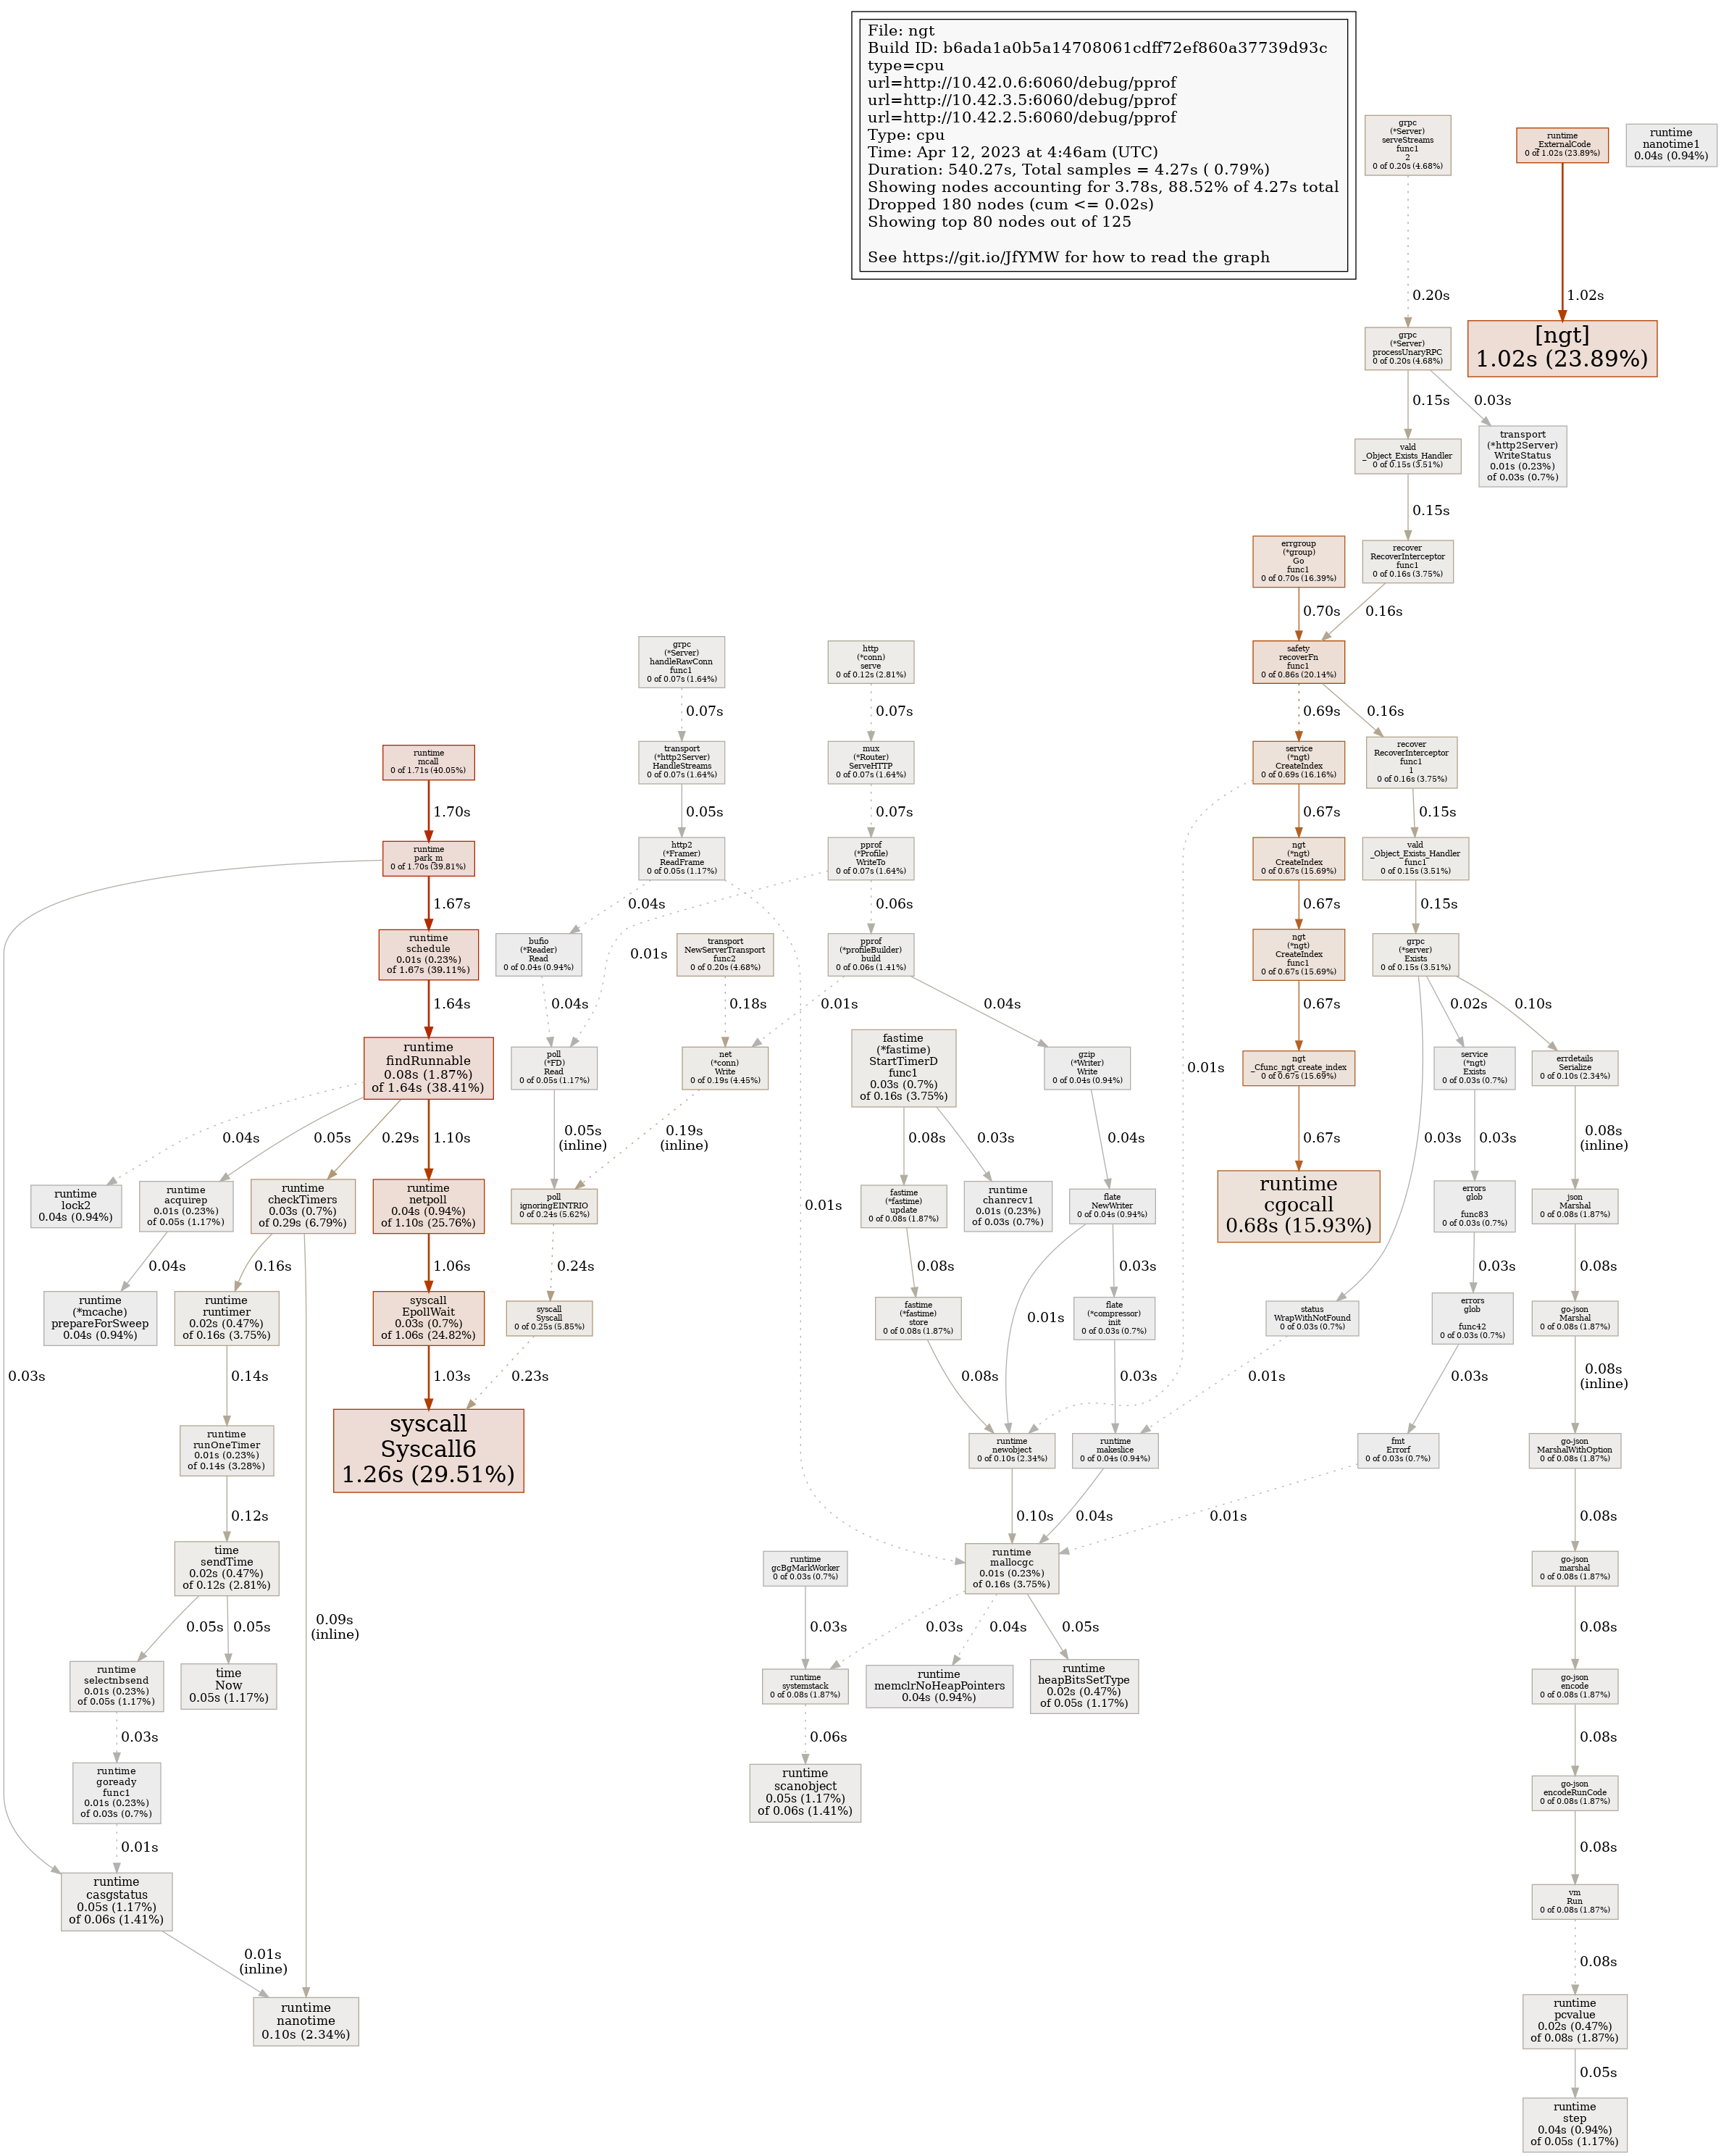 File: ngt
Build ID: b6ada1a0b5a14708061cdff72ef860a37739d93c
type=cpu
url=http://10.42.0.6:6060/debug/pprof
url=http://10.42.3.5:6060/debug/pprof
url=http://10.42.2.5:6060/debug/pprof
Type: cpu
Time: Apr 12, 2023 at 4:46am (UTC)
Duration: 540.27s, Total samples = 4.27s ( 0.79%)
Showing nodes accounting for 3.78s, 88.52% of 4.27s total
Dropped 180 nodes (cum <= 0.02s)
Showing top 80 nodes out of 125
See https://git.io/JfYMW for how to read the graph
grpc
(*Server)
serveStreams
func1
2
0 of 0.20s (4.68%)
runtime
_ExternalCode
0 of 1.02s (23.89%)
runtime
nanotime1
0.04s (0.94%)
0.20s
1.02s
grpc
(*Server)
processUnaryRPC
0 of 0.20s (4.68%)
[ngt]
1.02s (23.89%)
0.15s
0.03s
vald
_Object_Exists_Handler
0 of 0.15s (3.51%)
transport
(*http2Server)
WriteStatus
0.01s (0.23%)
of 0.03s (0.7%)
0.15s
errgroup
(*group)
Go
func1
0 of 0.70s (16.39%)
recover
RecoverInterceptor
func1
0 of 0.16s (3.75%)
0.70s
0.16s
grpc
(*Server)
handleRawConn
func1
0 of 0.07s (1.64%)
http
(*conn)
serve
0 of 0.12s (2.81%)
safety
recoverFn
func1
0 of 0.86s (20.14%)
0.07s
0.07s
0.69s
0.16s
runtime
mcall
0 of 1.71s (40.05%)
transport
(*http2Server)
HandleStreams
0 of 0.07s (1.64%)
mux
(*Router)
ServeHTTP
0 of 0.07s (1.64%)
service
(*ngt)
CreateIndex
0 of 0.69s (16.16%)
recover
RecoverInterceptor
func1
1
0 of 0.16s (3.75%)
1.70s
0.05s
0.07s
0.67s
0.15s
runtime
park_m
0 of 1.70s (39.81%)
http2
(*Framer)
ReadFrame
0 of 0.05s (1.17%)
pprof
(*Profile)
WriteTo
0 of 0.07s (1.64%)
ngt
(*ngt)
CreateIndex
0 of 0.67s (15.69%)
vald
_Object_Exists_Handler
func1
0 of 0.15s (3.51%)
1.67s
0.04s
0.06s
0.67s
0.15s
runtime
schedule
0.01s (0.23%)
of 1.67s (39.11%)
bufio
(*Reader)
Read
0 of 0.04s (0.94%)
0.01s
transport
NewServerTransport
func2
0 of 0.20s (4.68%)
pprof
(*profileBuilder)
build
0 of 0.06s (1.41%)
ngt
(*ngt)
CreateIndex
func1
0 of 0.67s (15.69%)
grpc
(*server)
Exists
0 of 0.15s (3.51%)
1.64s
0.04s
0.18s
0.01s
0.04s
0.67s
0.02s
0.10s
runtime
findRunnable
0.08s (1.87%)
of 1.64s (38.41%)
poll
(*FD)
Read
0 of 0.05s (1.17%)
net
(*conn)
Write
0 of 0.19s (4.45%)
fastime
(*fastime)
StartTimerD
func1
0.03s (0.7%)
of 0.16s (3.75%)
gzip
(*Writer)
Write
0 of 0.04s (0.94%)
0.01s
ngt
_Cfunc_ngt_create_index
0 of 0.67s (15.69%)
service
(*ngt)
Exists
0 of 0.03s (0.7%)
errdetails
Serialize
0 of 0.10s (2.34%)
0.04s
0.05s
0.29s
1.10s
0.05s
(inline)
0.19s
(inline)
0.08s
0.03s
0.04s
0.67s
0.03s
0.03s
0.08s
(inline)
runtime
lock2
0.04s (0.94%)
runtime
acquirep
0.01s (0.23%)
of 0.05s (1.17%)
runtime
checkTimers
0.03s (0.7%)
of 0.29s (6.79%)
runtime
netpoll
0.04s (0.94%)
of 1.10s (25.76%)
poll
ignoringEINTRIO
0 of 0.24s (5.62%)
0.01s
fastime
(*fastime)
update
0 of 0.08s (1.87%)
runtime
chanrecv1
0.01s (0.23%)
of 0.03s (0.7%)
flate
NewWriter
0 of 0.04s (0.94%)
runtime
cgocall
0.68s (15.93%)
errors
glob

func83
0 of 0.03s (0.7%)
json
Marshal
0 of 0.08s (1.87%)
0.04s
0.16s
1.06s
0.24s
0.08s
0.03s
0.03s
0.08s
runtime
(*mcache)
prepareForSweep
0.04s (0.94%)
runtime
runtimer
0.02s (0.47%)
of 0.16s (3.75%)
syscall
EpollWait
0.03s (0.7%)
of 1.06s (24.82%)
syscall
Syscall
0 of 0.25s (5.85%)
fastime
(*fastime)
store
0 of 0.08s (1.87%)
0.01s
flate
(*compressor)
init
0 of 0.03s (0.7%)
status
WrapWithNotFound
0 of 0.03s (0.7%)
errors
glob

func42
0 of 0.03s (0.7%)
go-json
Marshal
0 of 0.08s (1.87%)
0.03s
0.14s
1.03s
0.23s
0.08s
0.03s
0.01s
0.03s
0.08s
(inline)
runtime
runOneTimer
0.01s (0.23%)
of 0.14s (3.28%)
syscall
Syscall6
1.26s (29.51%)
runtime
newobject
0 of 0.10s (2.34%)
runtime
makeslice
0 of 0.04s (0.94%)
fmt
Errorf
0 of 0.03s (0.7%)
go-json
MarshalWithOption
0 of 0.08s (1.87%)
0.12s
0.10s
0.04s
0.01s
0.08s
time
sendTime
0.02s (0.47%)
of 0.12s (2.81%)
runtime
gcBgMarkWorker
0 of 0.03s (0.7%)
runtime
mallocgc
0.01s (0.23%)
of 0.16s (3.75%)
go-json
marshal
0 of 0.08s (1.87%)
0.05s
0.05s
0.09s
(inline)
0.03s
0.03s
0.04s
0.05s
0.08s
runtime
selectnbsend
0.01s (0.23%)
of 0.05s (1.17%)
time
Now
0.05s (1.17%)
runtime
systemstack
0 of 0.08s (1.87%)
runtime
memclrNoHeapPointers
0.04s (0.94%)
runtime
heapBitsSetType
0.02s (0.47%)
of 0.05s (1.17%)
go-json
encode
0 of 0.08s (1.87%)
0.03s
0.06s
0.08s
runtime
goready
func1
0.01s (0.23%)
of 0.03s (0.7%)
runtime
scanobject
0.05s (1.17%)
of 0.06s (1.41%)
go-json
encodeRunCode
0 of 0.08s (1.87%)
0.01s
0.08s
runtime
casgstatus
0.05s (1.17%)
of 0.06s (1.41%)
vm
Run
0 of 0.08s (1.87%)
0.01s
(inline)
0.08s
runtime
nanotime
0.10s (2.34%)
runtime
pcvalue
0.02s (0.47%)
of 0.08s (1.87%)
0.05s
runtime
step
0.04s (0.94%)
of 0.05s (1.17%)